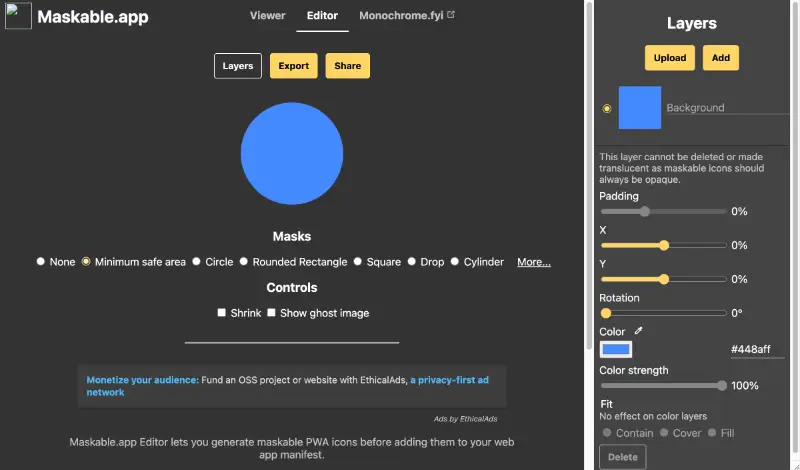 Maskable.app
Viewer
Editor
Monochrome.fyi
Layers
Export
Share
Masks
None
Minimum safe area
Circle
Rounded Rectangle
Square
Drop
Cylinder
More...
Controls
Shrink
Show ghost image
Monetize your audience: Fund an OSS project or website with EthicalAds, a privacy-first ad
network
Ads by EthicalAds
Maskable.app Editor lets you generate maskable PWA icons before adding them to your web
app manifest.
Layers
Upload
Add
Background
This layer cannot be deleted or made
translucent as maskable icons should
always be opaque.
Padding
0%
X
0%
Y
0%
Rotation
0°
Color
#448aff
Color strength
100%
Fit
No effect on color layers
Contain
Cover
Fill
Delete